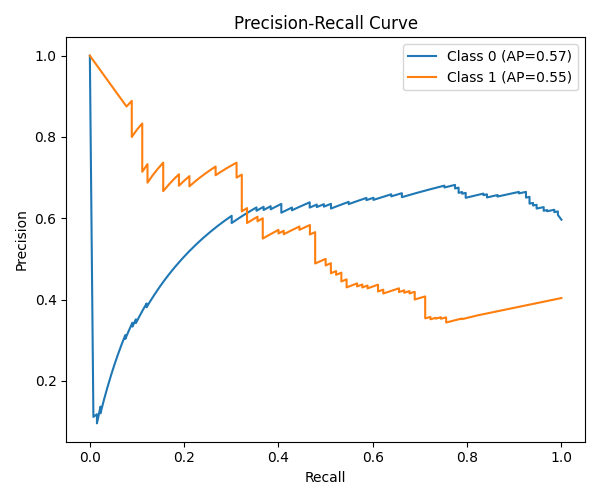 Precision-Recall Curve
Class 0 (AP=0.57)
Class 1 (AP=0.55)
Precision
1.0
0.8
0.6
0.4
0.2
0.0 0.2 0.4 0.6 0.8 1.0
Recall